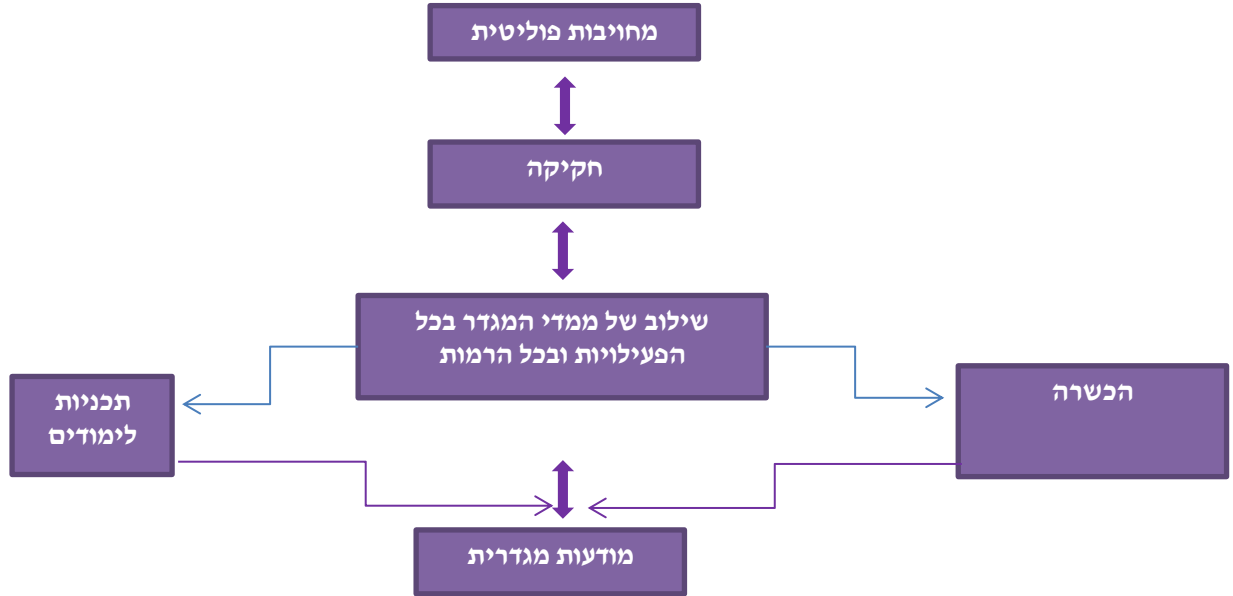 מחויבות פוליטית
חקיקה
שילוב של ממדי המגדר בכל
הפעילויות ובכל הרמות
הכשרה
תכניות
לימודים
מודעות מגדרית